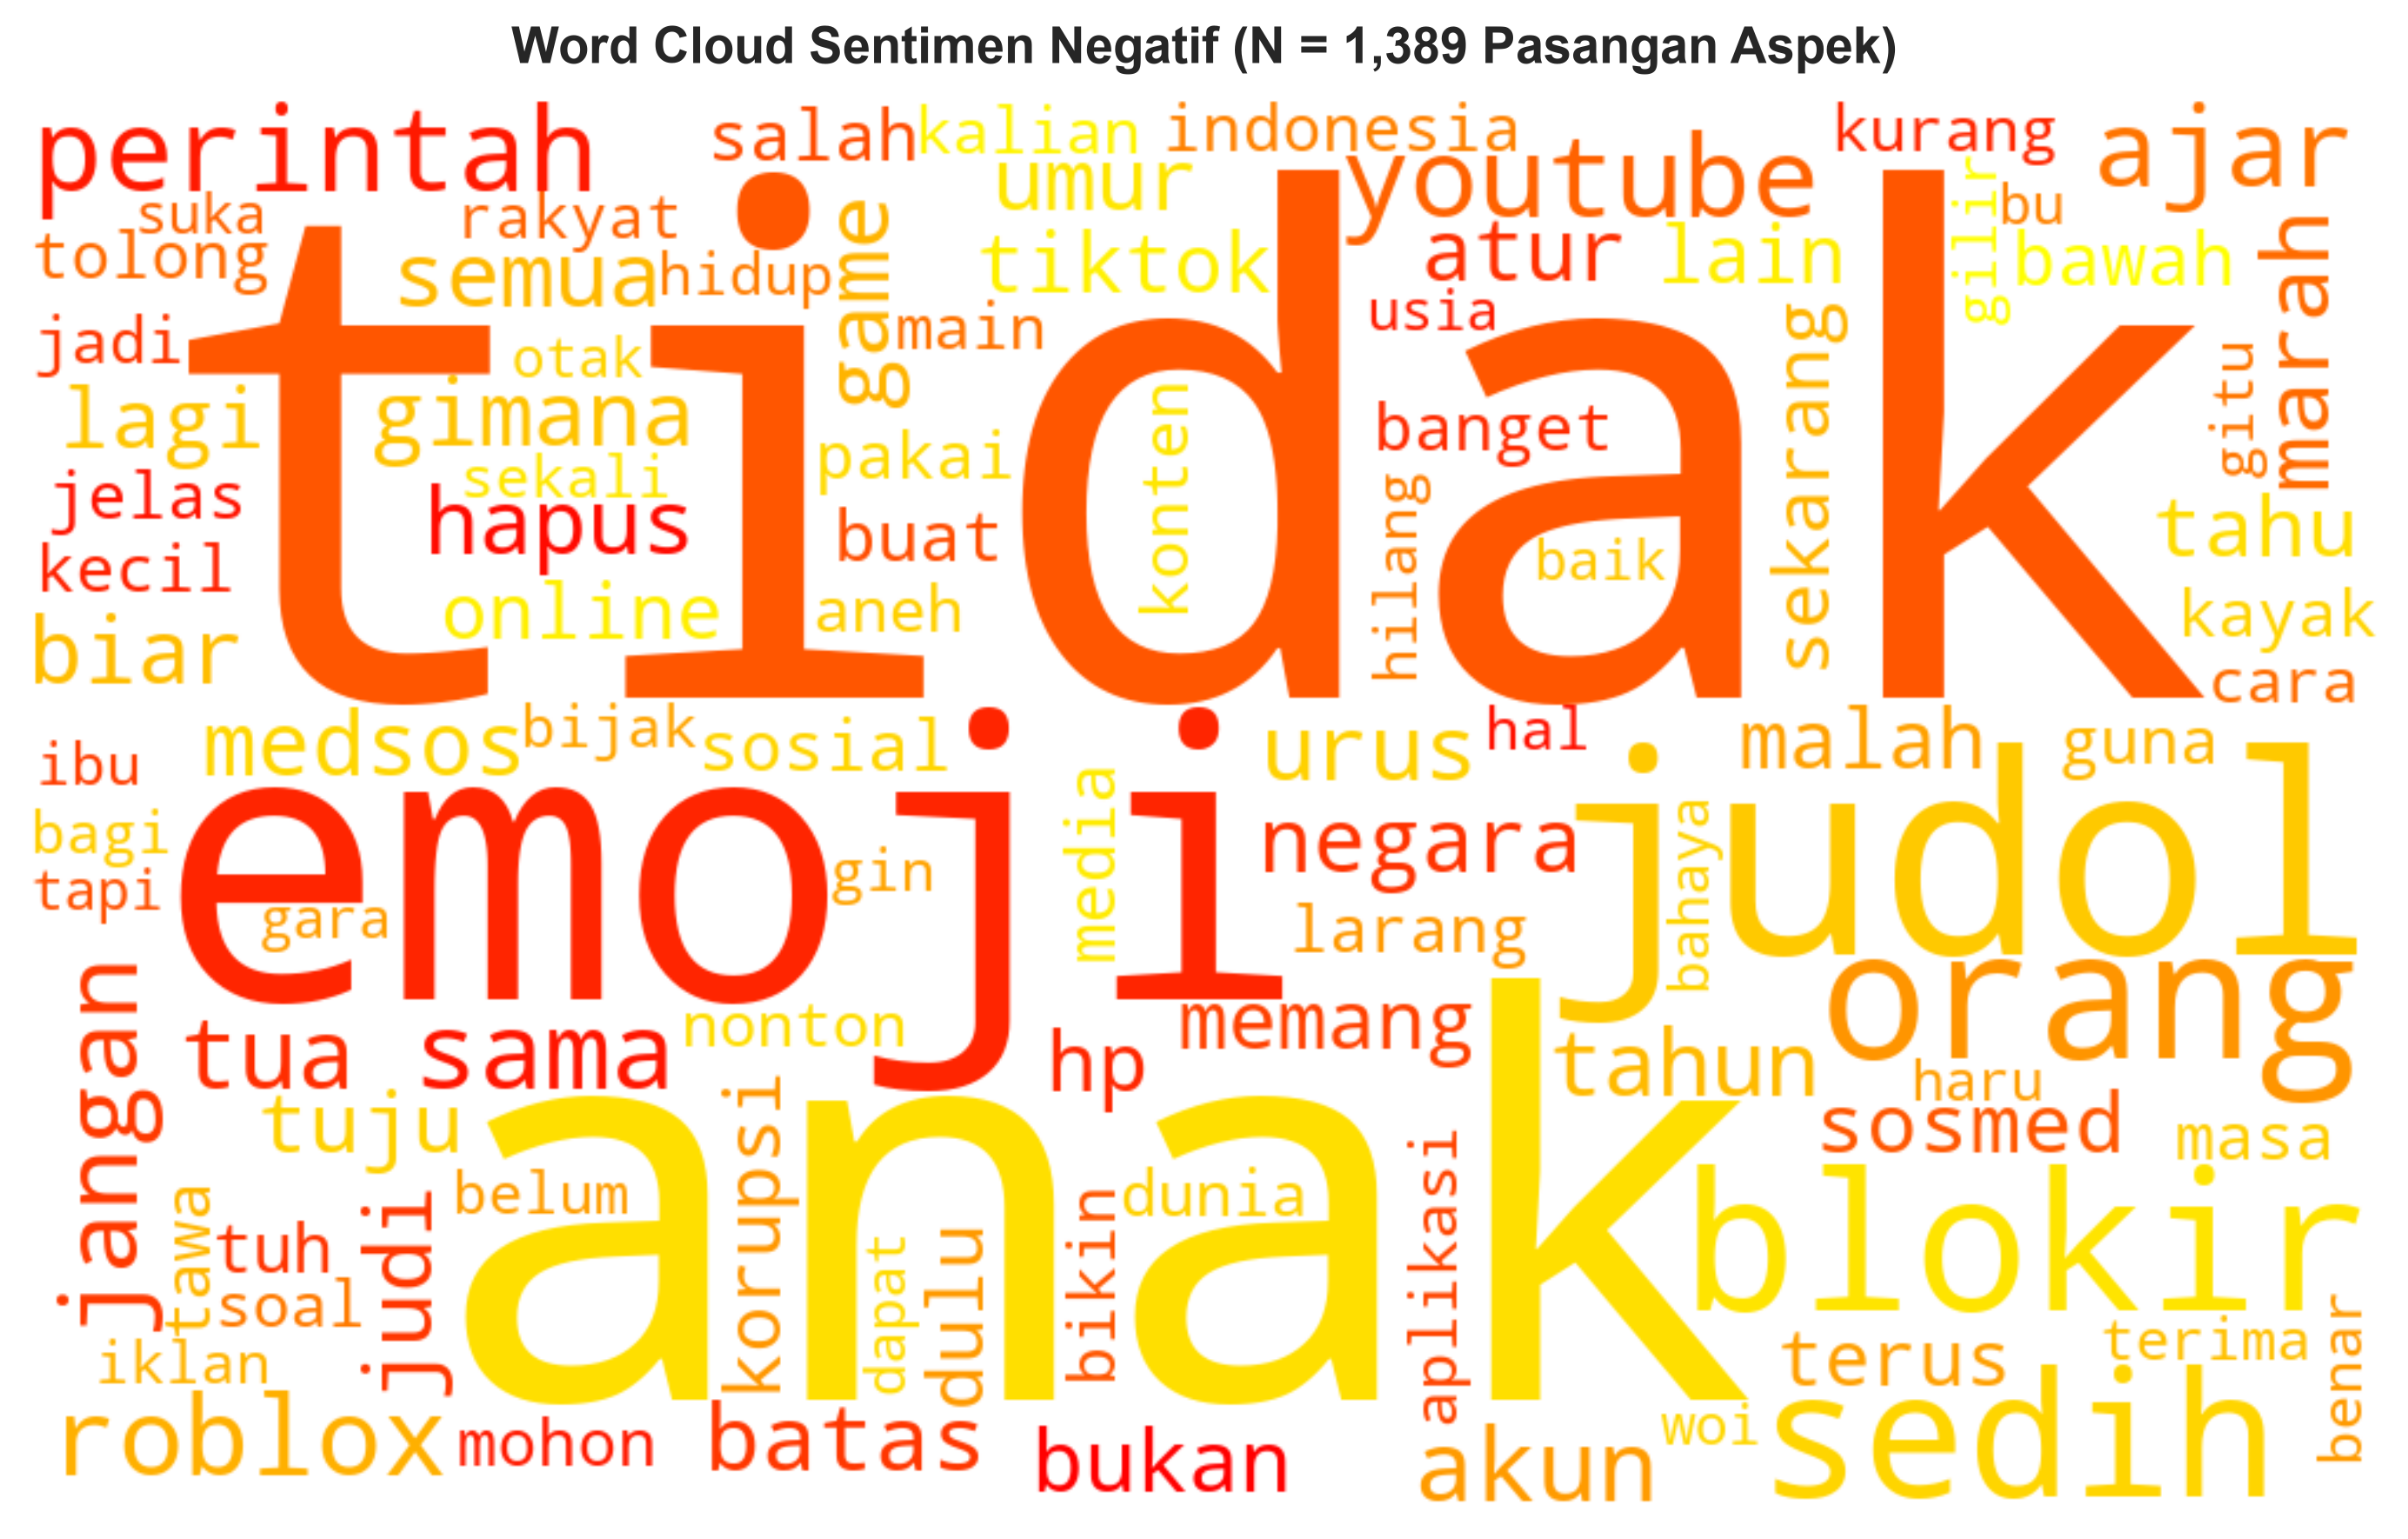 Word Cloud Sentimen Negatif (N = 1,389 Pasangan Aspek)
perintah
salah
kalian
indonesia
kurang
ajar
suka
rakyat
umur
youtube
bu
gilir
tolong
semua
hidup
game
tiktok
atur
lain
bawah
marah
jadi
tidak
otak
main
usia
sekarang
gitu
lagi
gimana
pakai
konten
banget
jelas
sekali
hapus
buat
hilang
baik
tahu
kecil
online
aneh
kayak
biar
cara
medsos
bijak
sosial
urus
hal
malah
guna
ibu
emoji
media
negara
judol
bahaya
bagi
tapi
gin
gara
larang
orang
jangan
tua
sama
nonton
hp
memang
tahun
haru
tuju
anak
sosmed
masa
tawa
tuh
judi
belum
korupsi
dapat
dulu
bikin
dunia
aplikasi
blokir
soal
iklan
terus
terima
benar
roblox
mohon
batas
bukan
akun
woi
sedih